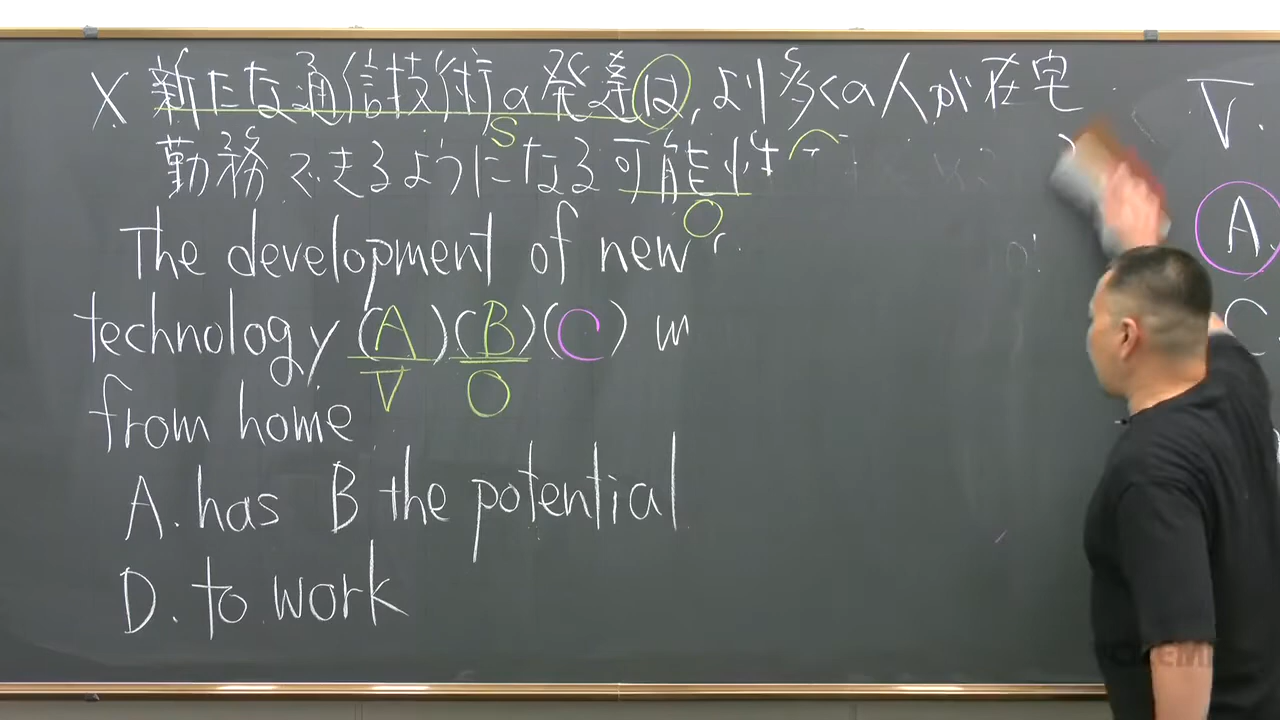 X 新たな通信技術の発達は,より多くの人が在宅
S
勤務できるようになる可能性
O
The development of new
technology (A)(B)(C)
V O
from home
A. has B the potential
D. to work
V.
A.
C